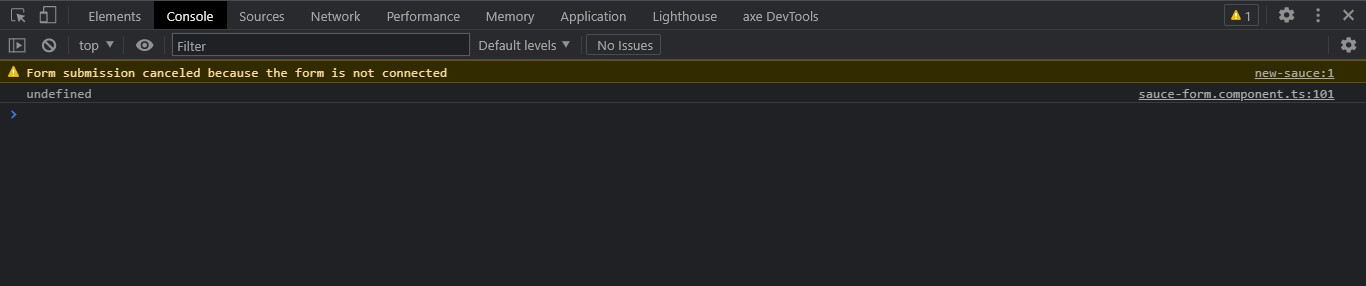 Elements Console Sources Network Performance Memory Application Lighthouse axe DevTools 1
top Filter Default levels No Issues
Form submission canceled because the form is not connected new-sauce:1
undefined sauce-form.component.ts:101